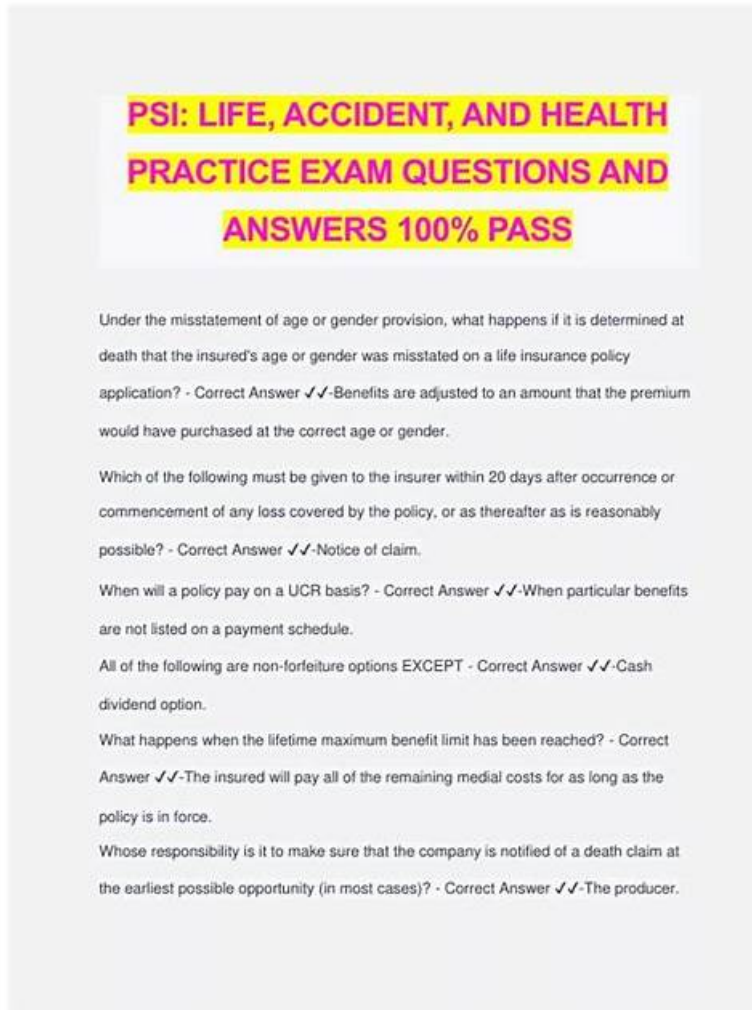 PSI: LIFE, ACCIDENT, AND HEALTH
PRACTICE EXAM QUESTIONS AND
ANSWERS 100% PASS
Under the misstatement of age or gender provision, what happens if it is determined at
death that the insured's age or gender was misstated on a life insurance policy
application? - Correct Answer ✓✓-Benefits are adjusted to an amount that the premium
would have purchased at the correct age or gender.
Which of the following must be given to the insurer within 20 days after occurrence or
commencement of any loss covered by the policy, or as thereafter as is reasonably
possible? - Correct Answer ✓✓-Notice of claim.
When will a policy pay on a UCR basis? - Correct Answer ✓✓-When particular benefits
are not listed on a payment schedule.
All of the following are non-forfeiture options EXCEPT - Correct Answer ✓✓-Cash
dividend option.
What happens when the lifetime maximum benefit limit has been reached? - Correct
Answer ✓✓-The insured will pay all of the remaining medial costs for as long as the
policy is in force.
Whose responsibility is it to make sure that the company is notified of a death claim at
the earliest possible opportunity (in most cases)? - Correct Answer ✓✓-The producer.